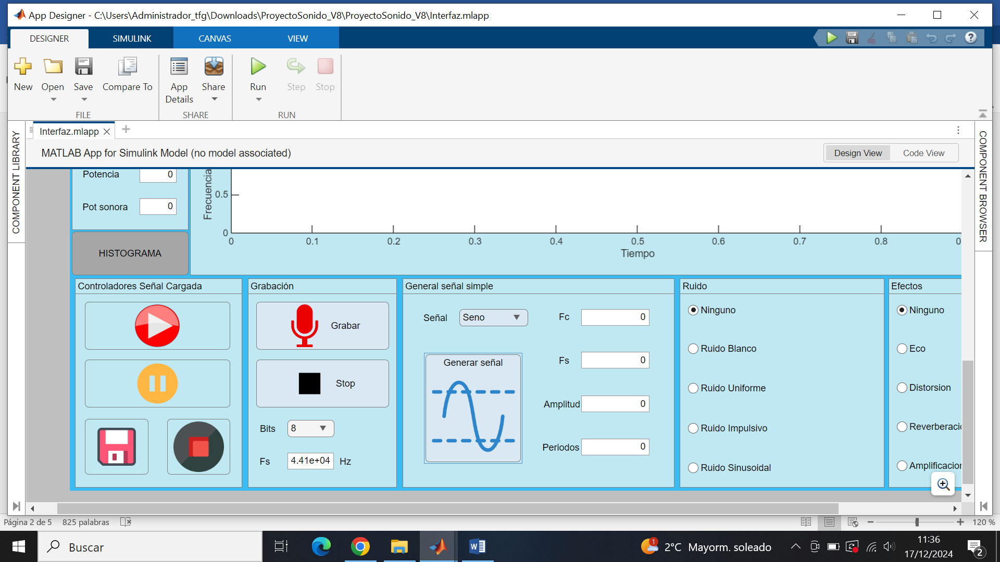 App Designer - C:\Users\Administrador_tfg\Downloads\ProyectoSonido_V8\ProyectoSonido_V8\Interfaz.mlapp
DESIGNER SIMULINK CANVAS VIEW
New Open Save Compare To App Details Share Run Step Stop
FILE SHARE RUN
Interfaz.mlapp
MATLAB App for Simulink Model (no model associated)
Design View Code View
COMPONENT LIBRARY
COMPONENT BROWSER
Potencia 0
Pot sonora 0
HISTOGRAMA
Frecuencia
0.5
0
0 0.1 0.2 0.3 0.4 0.5 0.6 0.7 0.8 0
Tiempo
Controladores Señal Cargada
Grabación
Grabar
Stop
Bits 8
Fs 4.41e+04 Hz
General señal simple
Señal Seno
Generar señal
Fc 0
Fs 0
Amplitud 0
Periodos 0
Ruido
Ninguno
Ruido Blanco
Ruido Uniforme
Ruido Impulsivo
Ruido Sinusoidal
Efectos
Ninguno
Eco
Distorsion
Reverberaci
Amplificacion
Página 2 de 5 825 palabras
120 %
Buscar
1
2°C Mayorm. soleado
11:36
17/12/2024
2